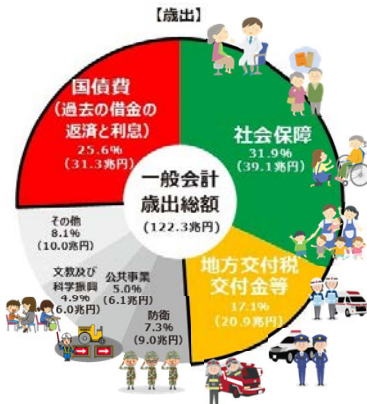 【歳出】
国債費
(過去の借金の
返済と利息)
25.6%
(31.3兆円)
社会保障
31.9%
(39.1兆円)
一般会計
歳出総額
(122.3兆円)
その他
8.1%
(10.0兆円)
文教及び
科学振興
4.9%
(6.0兆円)
公共事業
5.0%
(6.1兆円)
防衛
7.3%
(9.0兆円)
地方交付税
交付金等
17.1%
(20.9兆円)